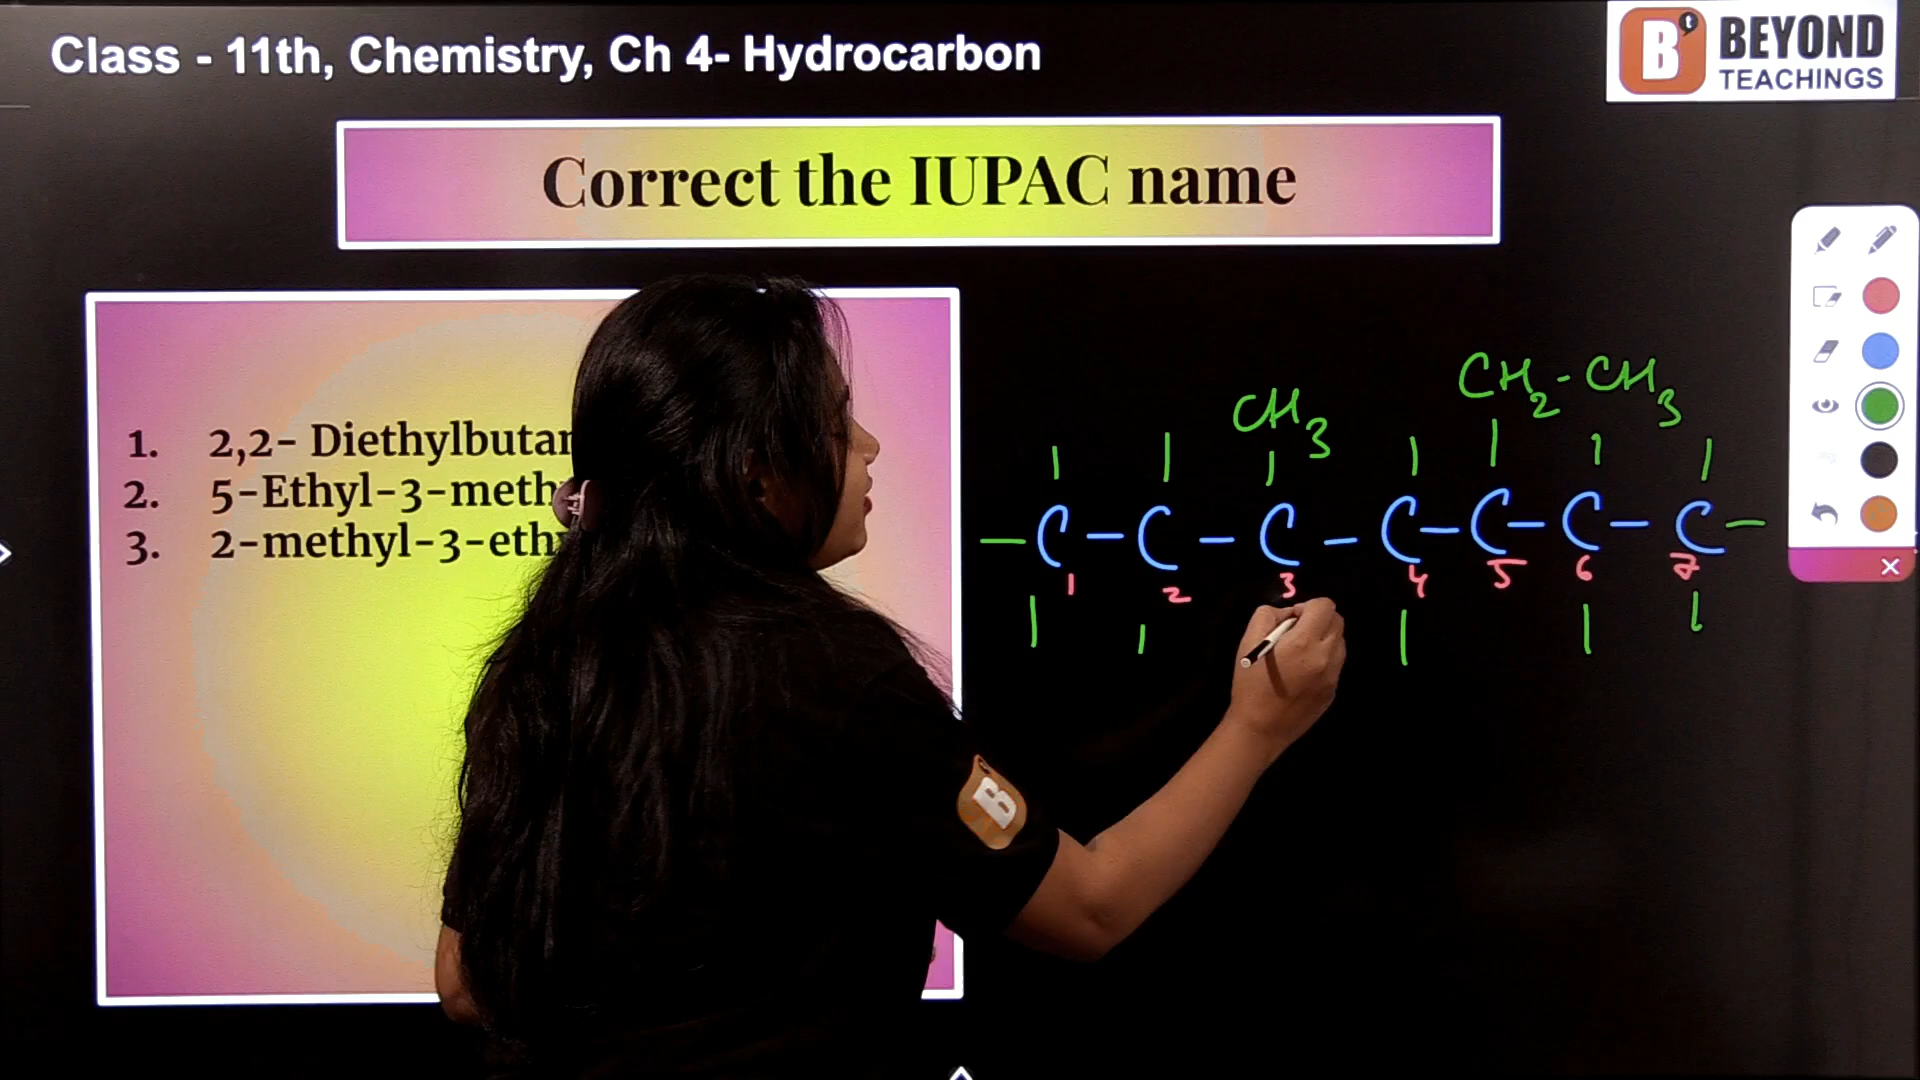 Class - 11th, Chemistry, Ch 4- Hydrocarbon
B t BEYOND
TEACHINGS
Correct the IUPAC name
1. 2,2- Diethylbutan
2. 5-Ethyl-3-meth
3. 2-methyl-3-eth
CH3 CH2-CH3
C - C - C - C - C - C - C
1 2 3 4 5 6 7
B